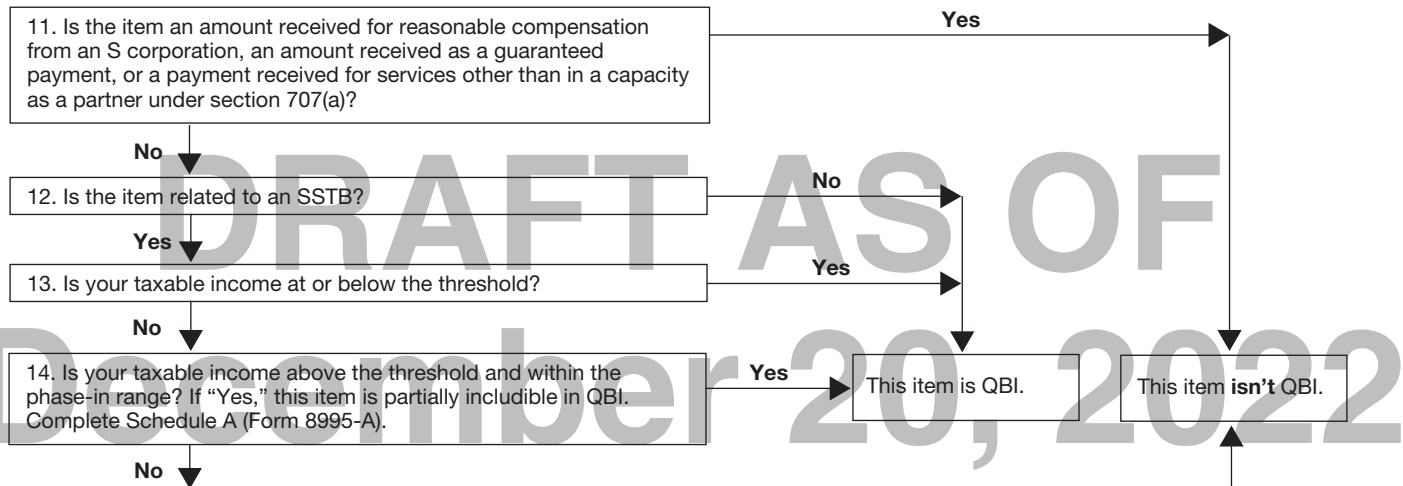 11. Is the item an amount received for reasonable compensation
from an S corporation, an amount received as a guaranteed
payment, or a payment received for services other than in a capacity
as a partner under section 707(a)?
Yes
No
12. Is the item related to an SSTB?
No
Yes
13. Is your taxable income at or below the threshold?
Yes
No
14. Is your taxable income above the threshold and within the
phase-in range? If “Yes,” this item is partially includible in QBI.
Complete Schedule A (Form 8995-A).
Yes
This item is QBI.
This item isn’t QBI.
No
DRAFT AS OF
December 20, 2022